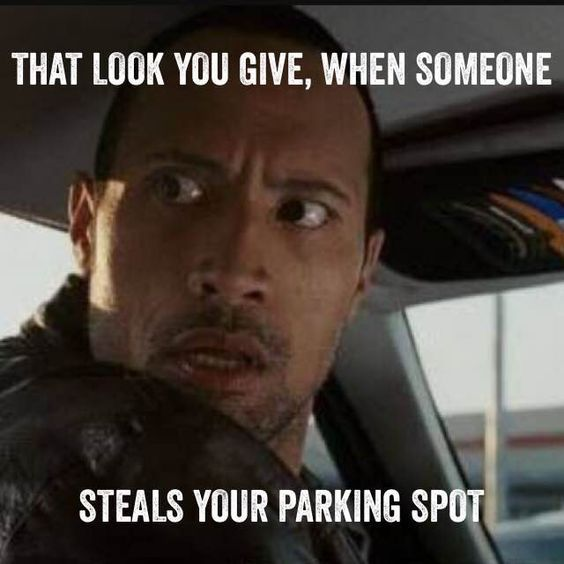 THAT LOOK YOU GIVE, WHEN SOMEONE
STEALS YOUR PARKING SPOT